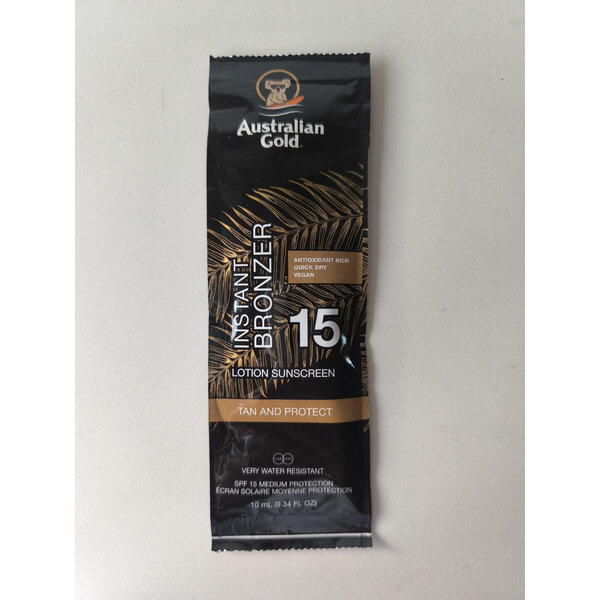 Australian
Gold
INSTANT
BRONZER
ANTIOXIDANT RICH
QUICK DRY
VEGAN
15
LOTION SUNSCREEN
TAN AND PROTECT
VERY WATER RESISTANT
SPF 15 MEDIUM PROTECTION
ÉCRAN SOLAIRE MOYENNE PROTECTION
10 mL (0.34 FL OZ)